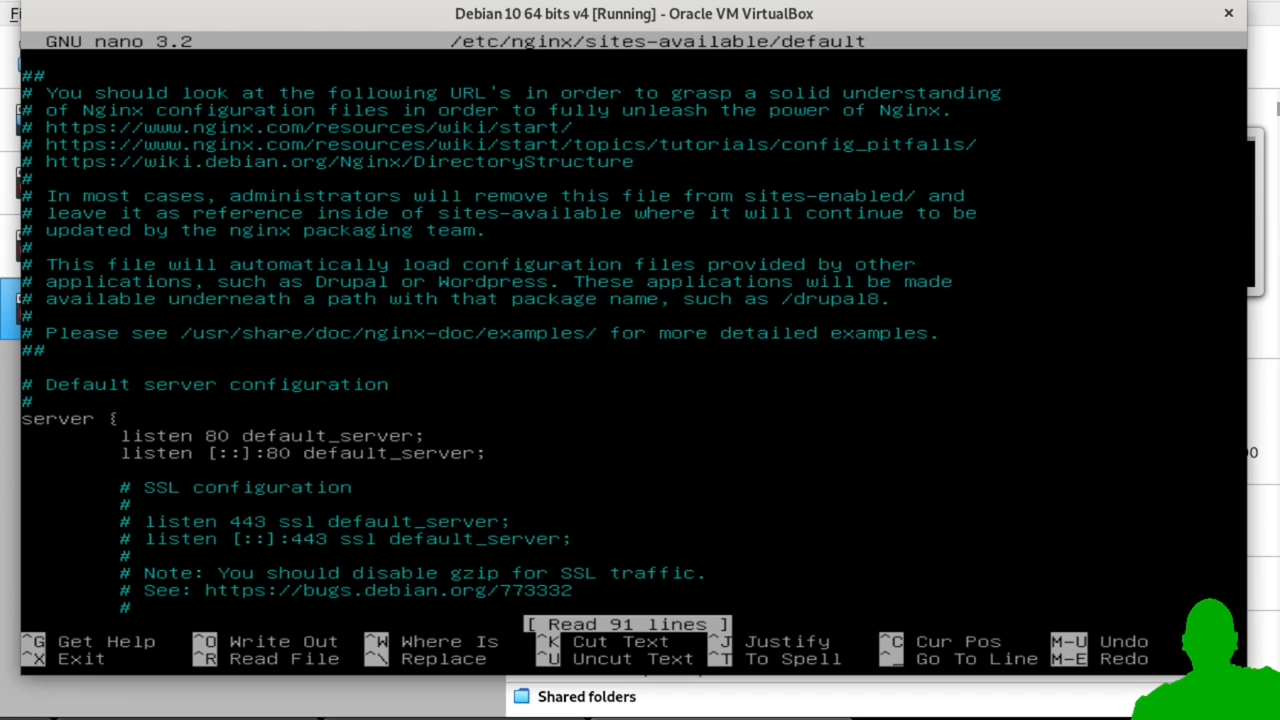 Fi
Debian 10 64 bits v4 [Running] - Oracle VM VirtualBox ×
GNU nano 3.2 /etc/nginx/sites-available/default
##
# You should look at the following URL's in order to grasp a solid understanding
# of Nginx configuration files in order to fully unleash the power of Nginx.
# https://www.nginx.com/resources/wiki/start/
# https://www.nginx.com/resources/wiki/start/topics/tutorials/config_pitfalls/
# https://wiki.debian.org/Nginx/DirectoryStructure
#
# In most cases, administrators will remove this file from sites-enabled/ and
# leave it as reference inside of sites-available where it will continue to be
# updated by the nginx packaging team.
#
# This file will automatically load configuration files provided by other
# applications, such as Drupal or Wordpress. These applications will be made
# available underneath a path with that package name, such as /drupal8.
#
# Please see /usr/share/doc/nginx-doc/examples/ for more detailed examples.
##
# Default server configuration
#
server {
listen 80 default_server;
listen [::]:80 default_server;
# SSL configuration
#
# listen 443 ssl default_server;
# listen [::]:443 ssl default_server;
#
# Note: You should disable gzip for SSL traffic.
# See: https://bugs.debian.org/773332
#
[ Read 91 lines ]
^G Get Help ^O Write Out ^W Where Is ^K Cut Text ^J Justify ^C Cur Pos M-U Undo
^X Exit ^R Read File ^\ Replace ^U Uncut Text ^T To Spell ^_ Go To Line M-E Redo
Shared folders